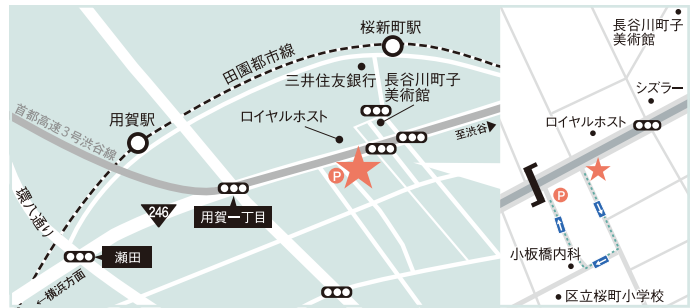 桜新町駅
田園都市線
三井住友銀行
長谷川町子
美術館
用賀駅
ロイヤルホスト
首都高速3号渋谷線
至渋谷
P
環八通り
246
用賀一丁目
瀬田
←横浜方面
長谷川町子
美術館
シズラー
ロイヤルホスト
P
小板橋内科
区立桜町小学校